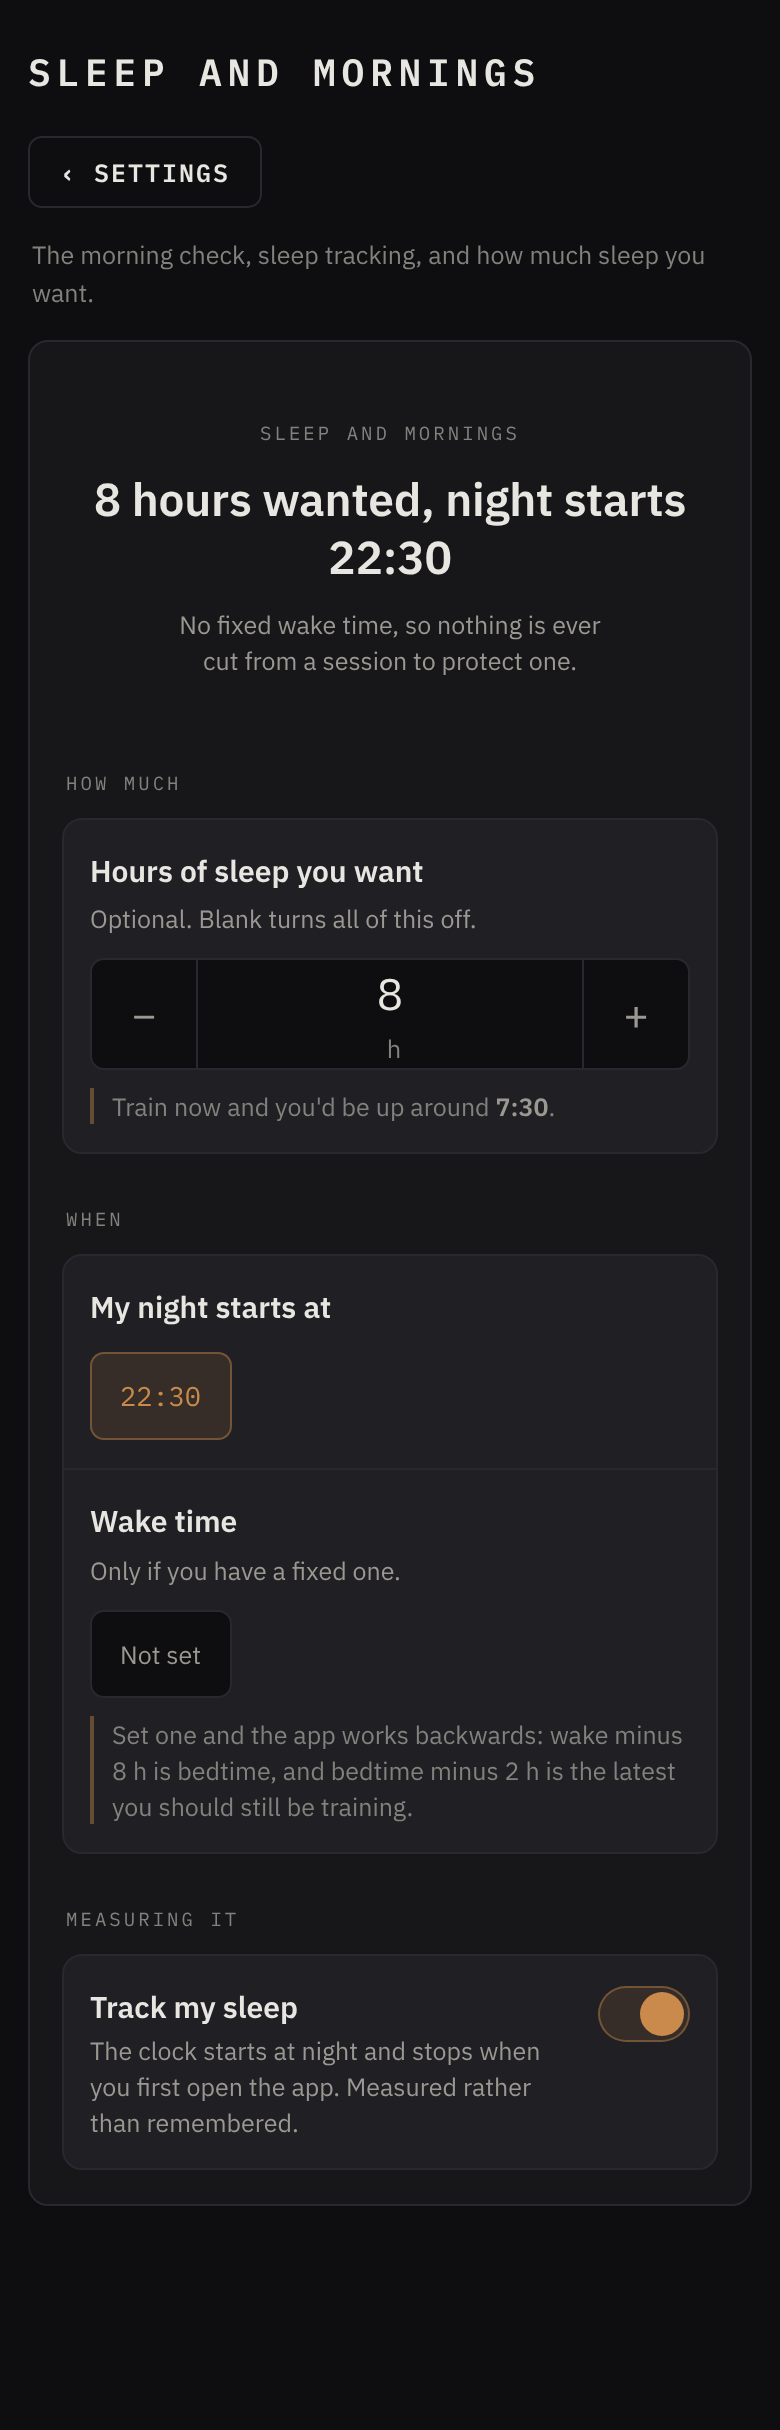 SLEEP AND MORNINGS
‹ SETTINGS
The morning check, sleep tracking, and how much sleep you
want.
SLEEP AND MORNINGS
8 hours wanted, night starts
22:30
No fixed wake time, so nothing is ever
cut from a session to protect one.
HOW MUCH
Hours of sleep you want
Optional. Blank turns all of this off.
− 8 +
h
Train now and you'd be up around 7:30.
WHEN
My night starts at
22:30
Wake time
Only if you have a fixed one.
Not set
Set one and the app works backwards: wake minus
8 h is bedtime, and bedtime minus 2 h is the latest
you should still be training.
MEASURING IT
Track my sleep
The clock starts at night and stops when
you first open the app. Measured rather
than remembered.